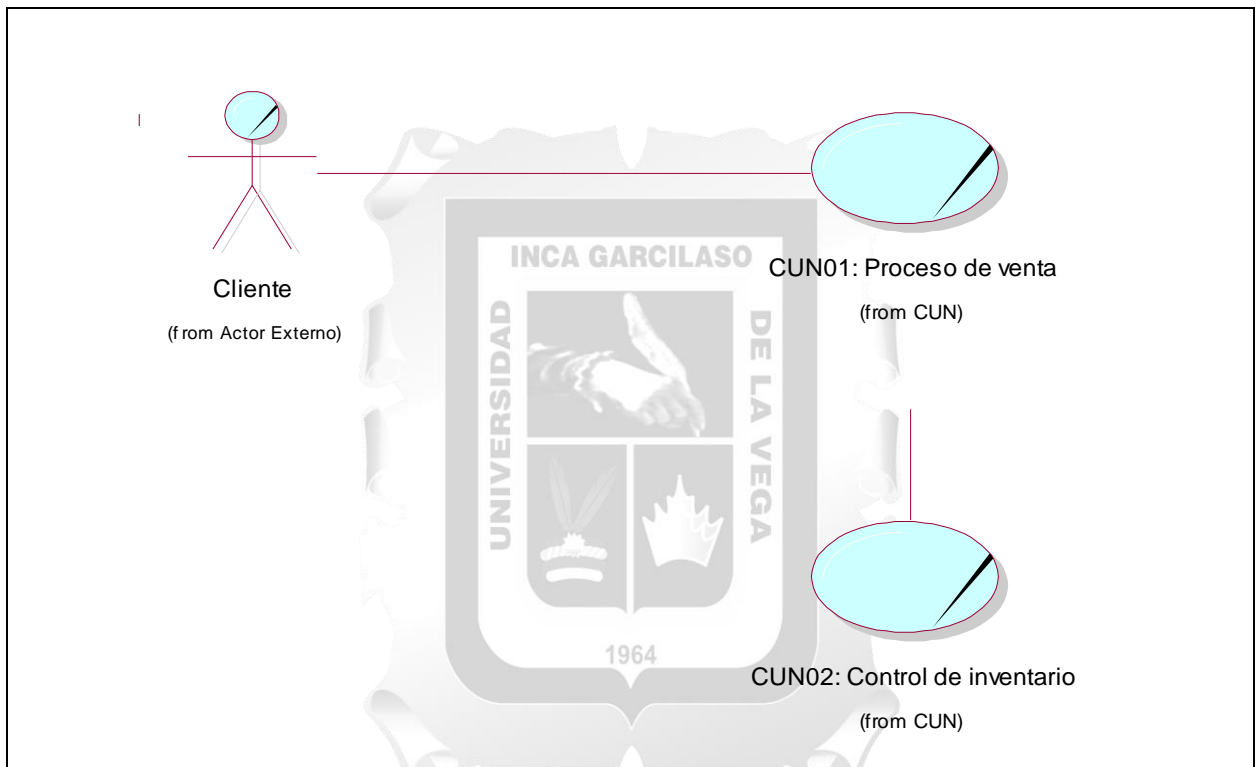 INCA GARCILASO
UNIVERSIDAD
DE LA VEGA
1964
Cliente
(from Actor Externo)
CUN01: Proceso de venta
(from CUN)
CUN02: Control de inventario
(from CUN)